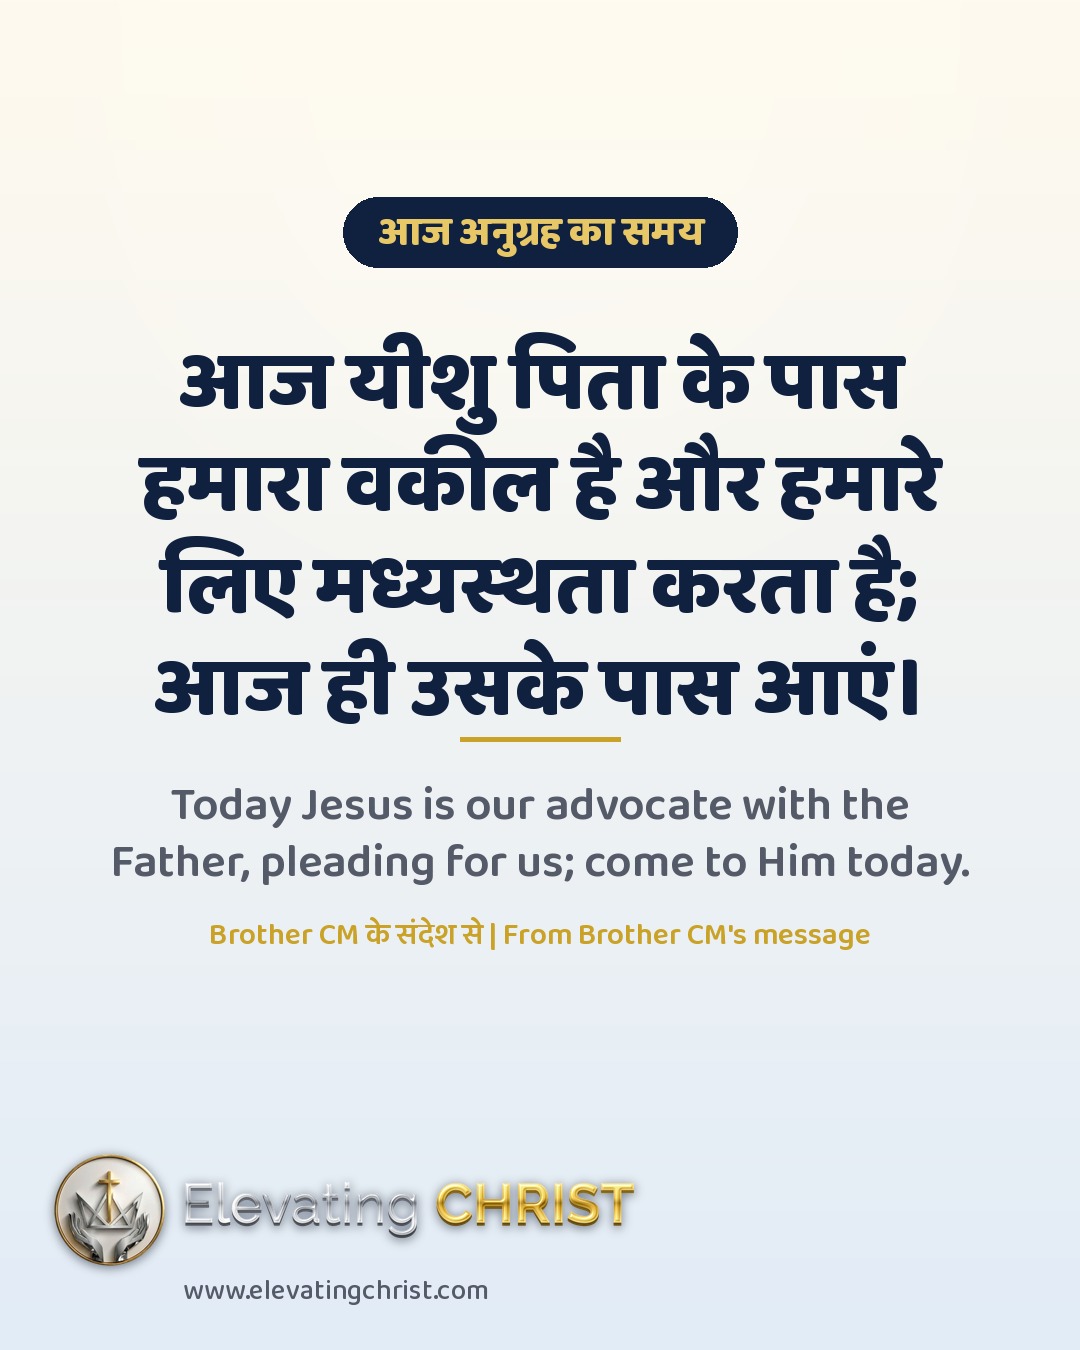 आज अनुग्रह का समय
आज यीशु पिता के पास
हमारा वकील है और हमारे
लिए मध्यस्थता करता है;
आज ही उसके पास आएं।
Today Jesus is our advocate with the
Father, pleading for us; come to Him today.
Brother CM के संदेश से | From Brother CM's message
Elevating CHRIST
www.elevatingchrist.com